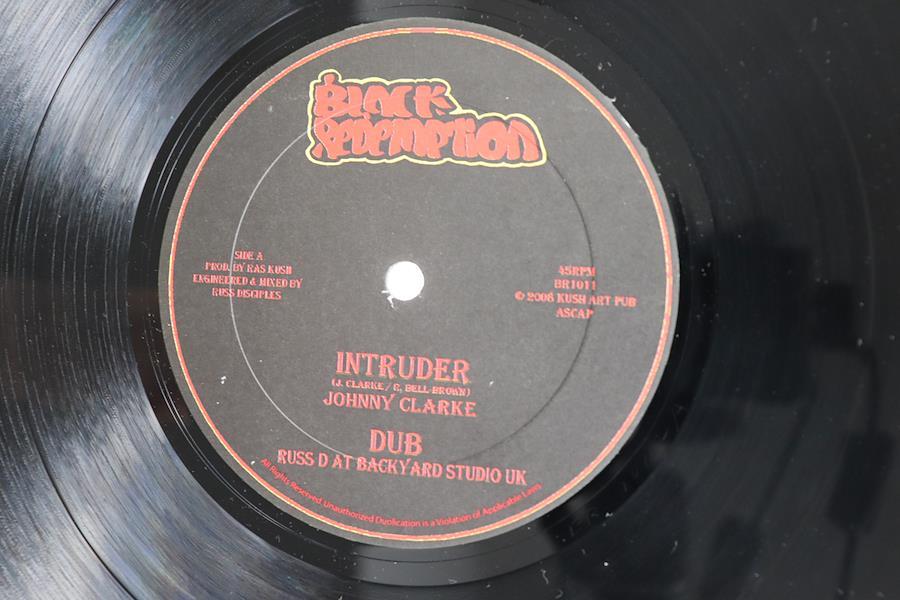 Black
Redemption
SIDE A
PROD. BY RAS KUSH
ENGINEERED & MIXED BY
RUSS DISCIPLES
45RPM
BR1011
© 2008 KUSH ART PUB
ASCAP
INTRUDER
(J. CLARKE / R. BELL-BROWN)
JOHNNY CLARKE
DUB
RUSS D AT BACKYARD STUDIO UK
All Rights Reserved. Unauthorized Duplication is a Violation of Applicable Laws